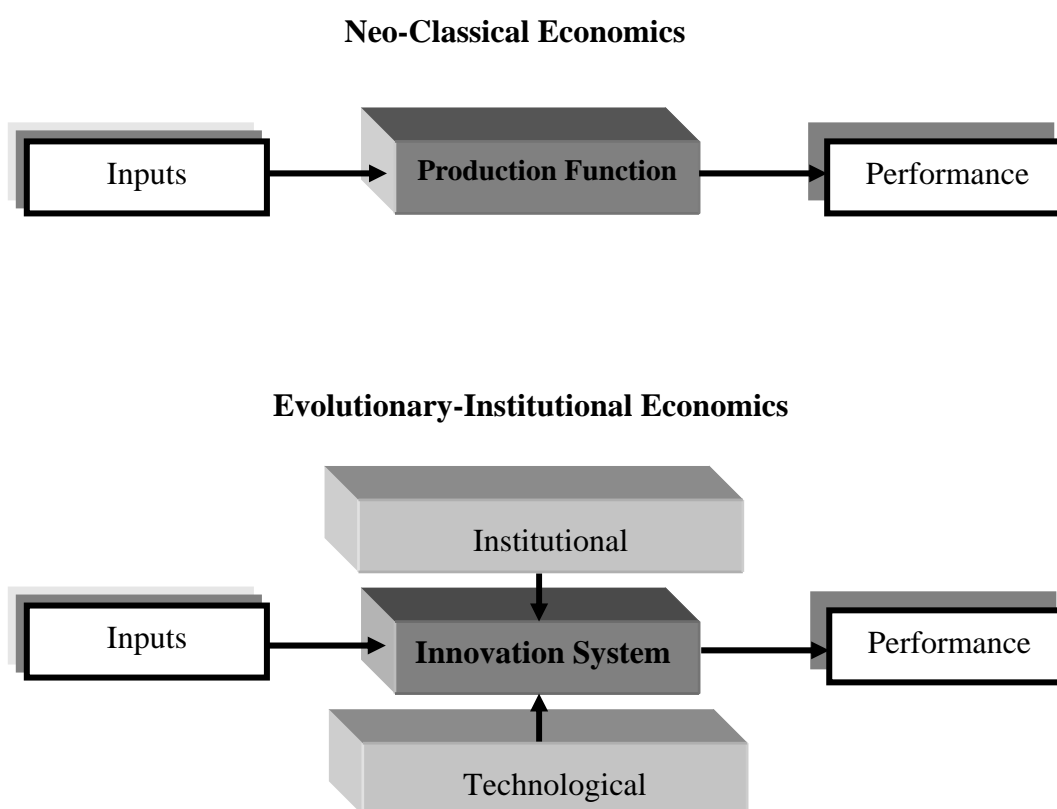 Neo-Classical Economics
Inputs
Production Function
Performance
Evolutionary-Institutional Economics
Institutional
Inputs
Innovation System
Performance
Technological